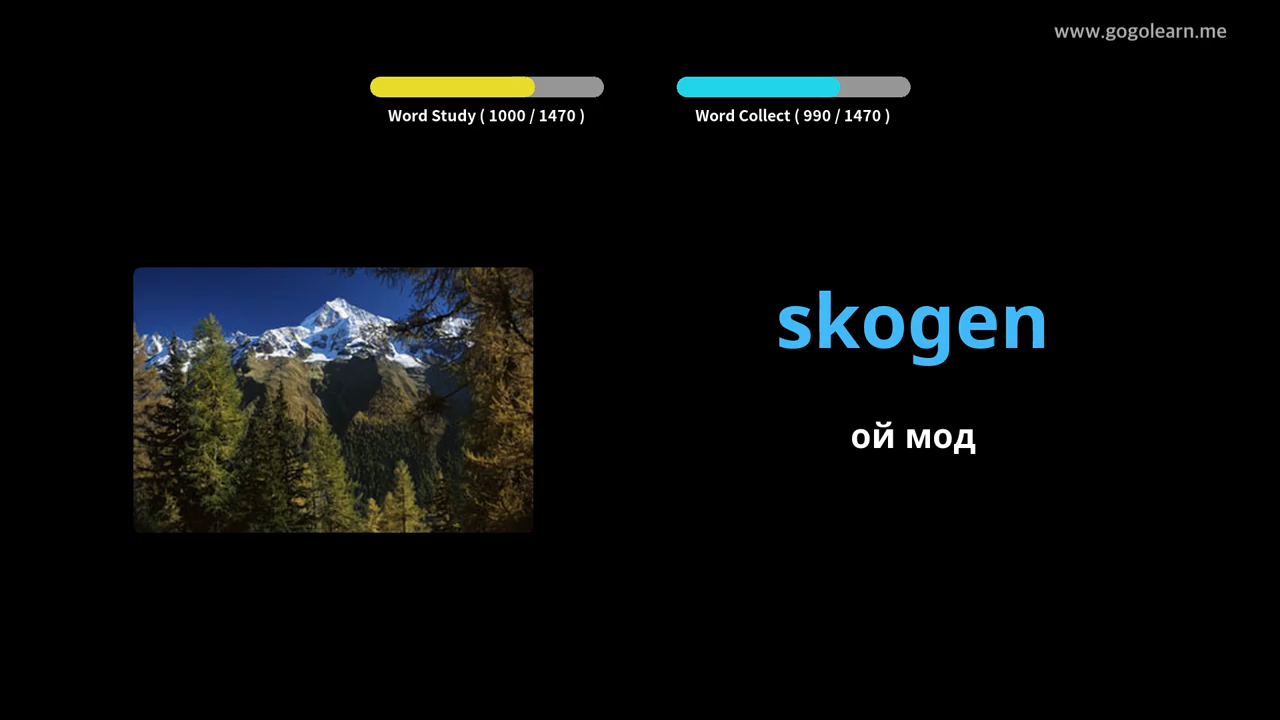 www.gogolearn.me
Word Study ( 1000 / 1470 )
Word Collect ( 990 / 1470 )
skogen
ой мод